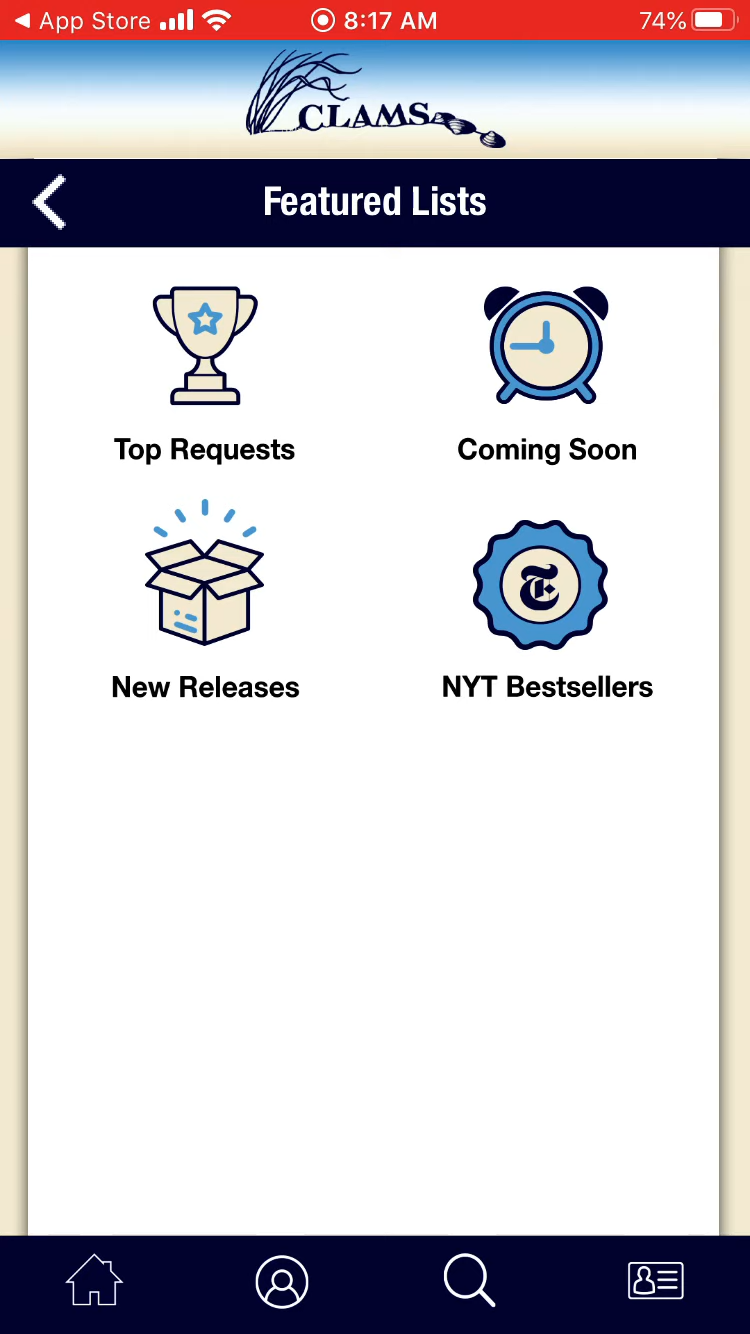 App Store 8:17 AM 74%
CLAMS
Featured Lists
Top Requests Coming Soon
T
New Releases NYT Bestsellers